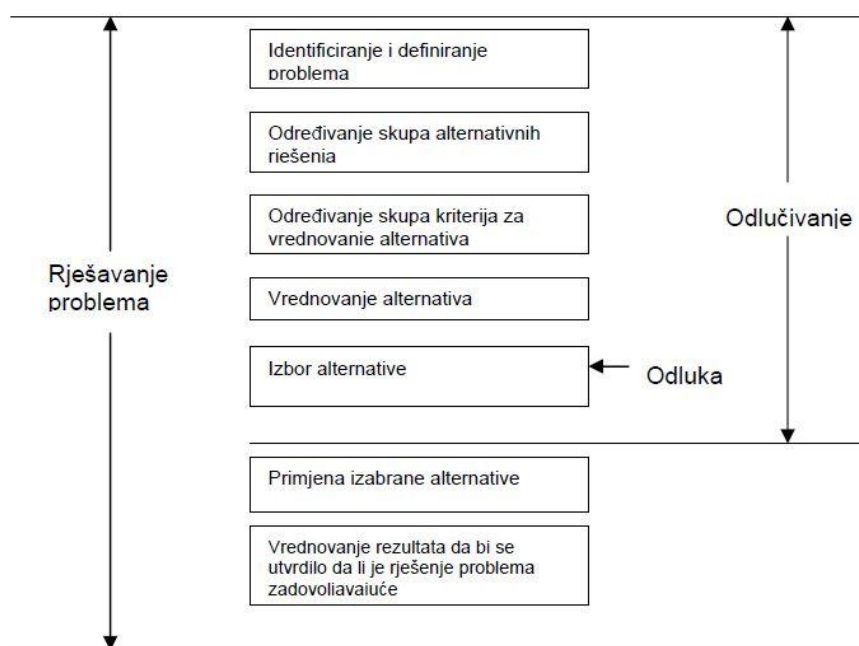 Identificiranje i definiranje
problema
Određivanje skupa alternativnih
riešenia
Određivanje skupa kriterija za
vrednovanie alternativa
Odlučivanje
Rješavanje
problema
Vrednovanje alternativa
Izbor alternative
Odluka
Primjena izabrane alternative
Vrednovanje rezultata da bi se
utvrdilo da li je rješenje problema
zadovoliavaiuće